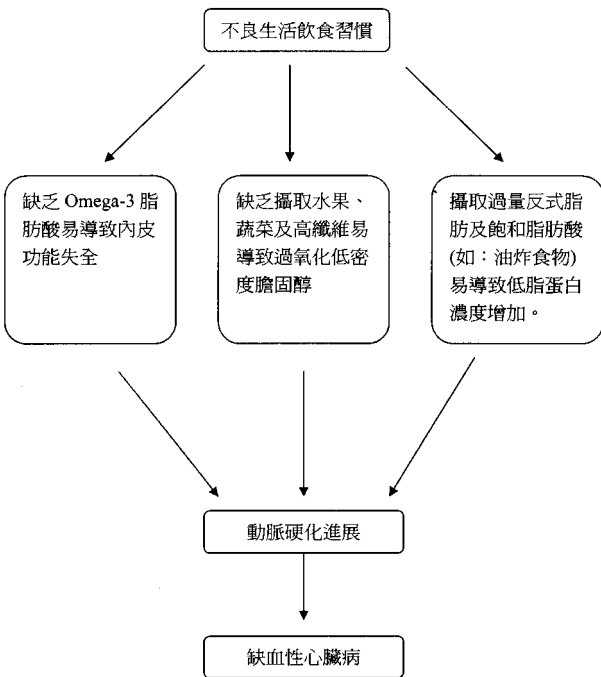 不良生活飲食習慣
缺乏 Omega-3 脂
肪酸易導致內皮
功能失全
缺乏攝取水果、
蔬菜及高纖維易
導致過氧化低密
度膽固醇
攝取過量反式脂
肪及飽和脂肪酸
(如：油炸食物)
易導致低脂蛋白
濃度增加。
動脈硬化進展
缺血性心臟病